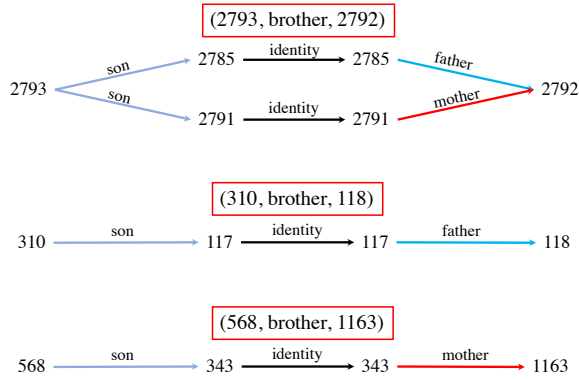 (2793, brother, 2792)
son 2785 identity 2785 father
2793 2792
son 2791 identity 2791 mother
(310, brother, 118)
310 son 117 identity 117 father 118
(568, brother, 1163)
568 son 343 identity 343 mother 1163